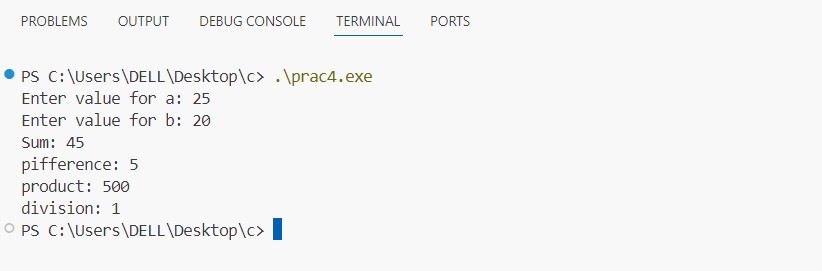 PROBLEMS OUTPUT DEBUG CONSOLE TERMINAL PORTS
PS C:\Users\DELL\Desktop\c> .\prac4.exe
Enter value for a: 25
Enter value for b: 20
Sum: 45
pifference: 5
product: 500
division: 1
PS C:\Users\DELL\Desktop\c>